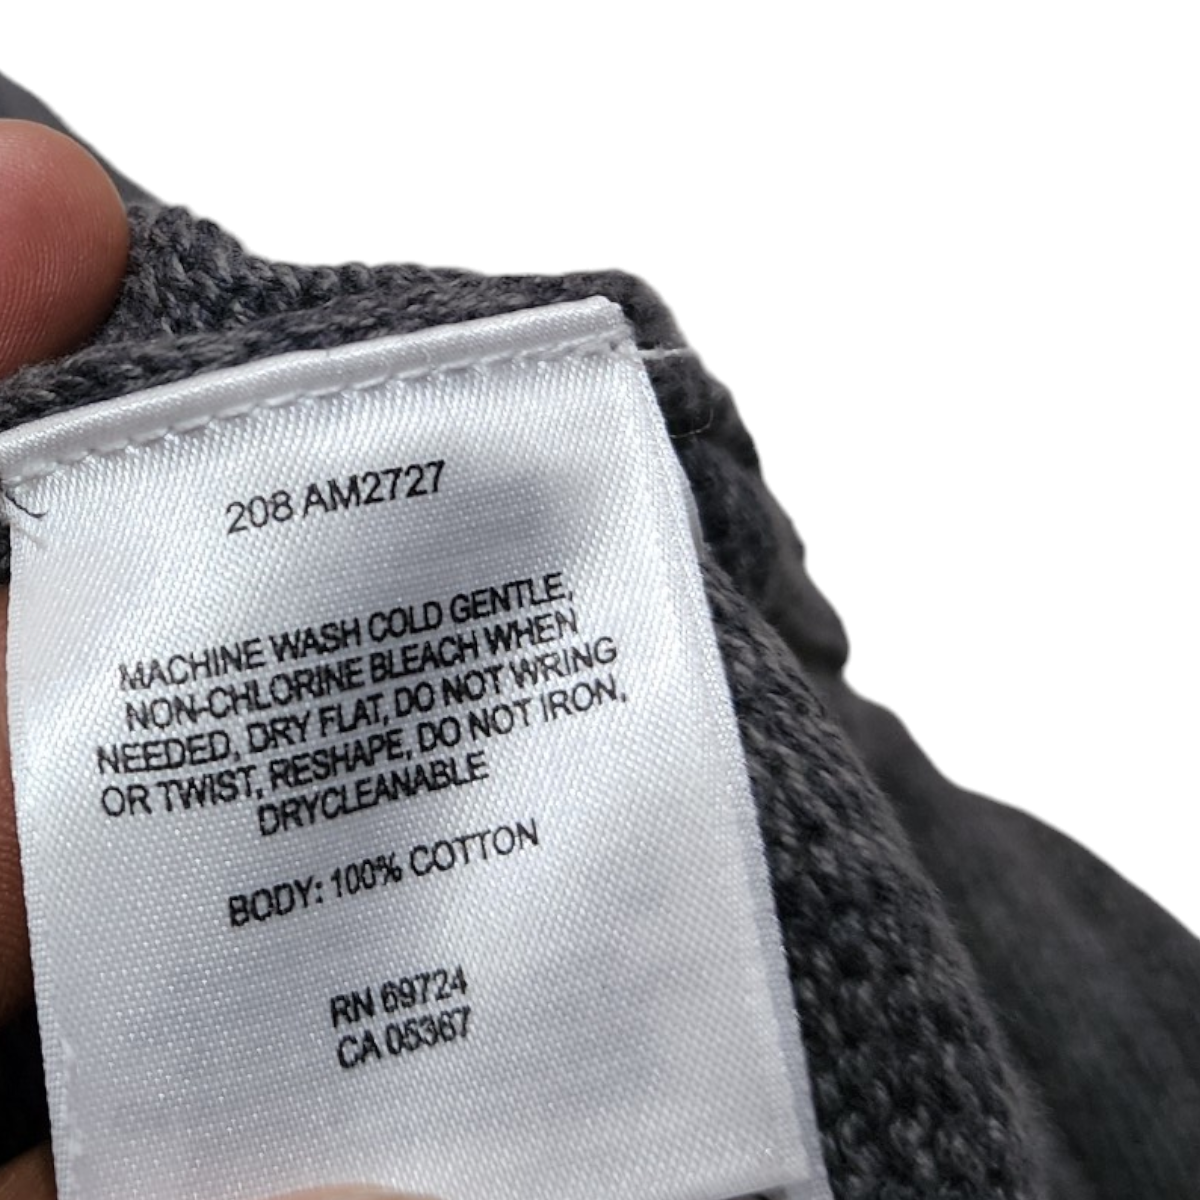 208 AM2727
MACHINE WASH COLD GENTLE,
NON-CHLORINE BLEACH WHEN
NEEDED, DRY FLAT, DO NOT WRING
OR TWIST, RESHAPE, DO NOT IRON,
DRYCLEANABLE
BODY: 100% COTTON
RN 69724
CA 05367